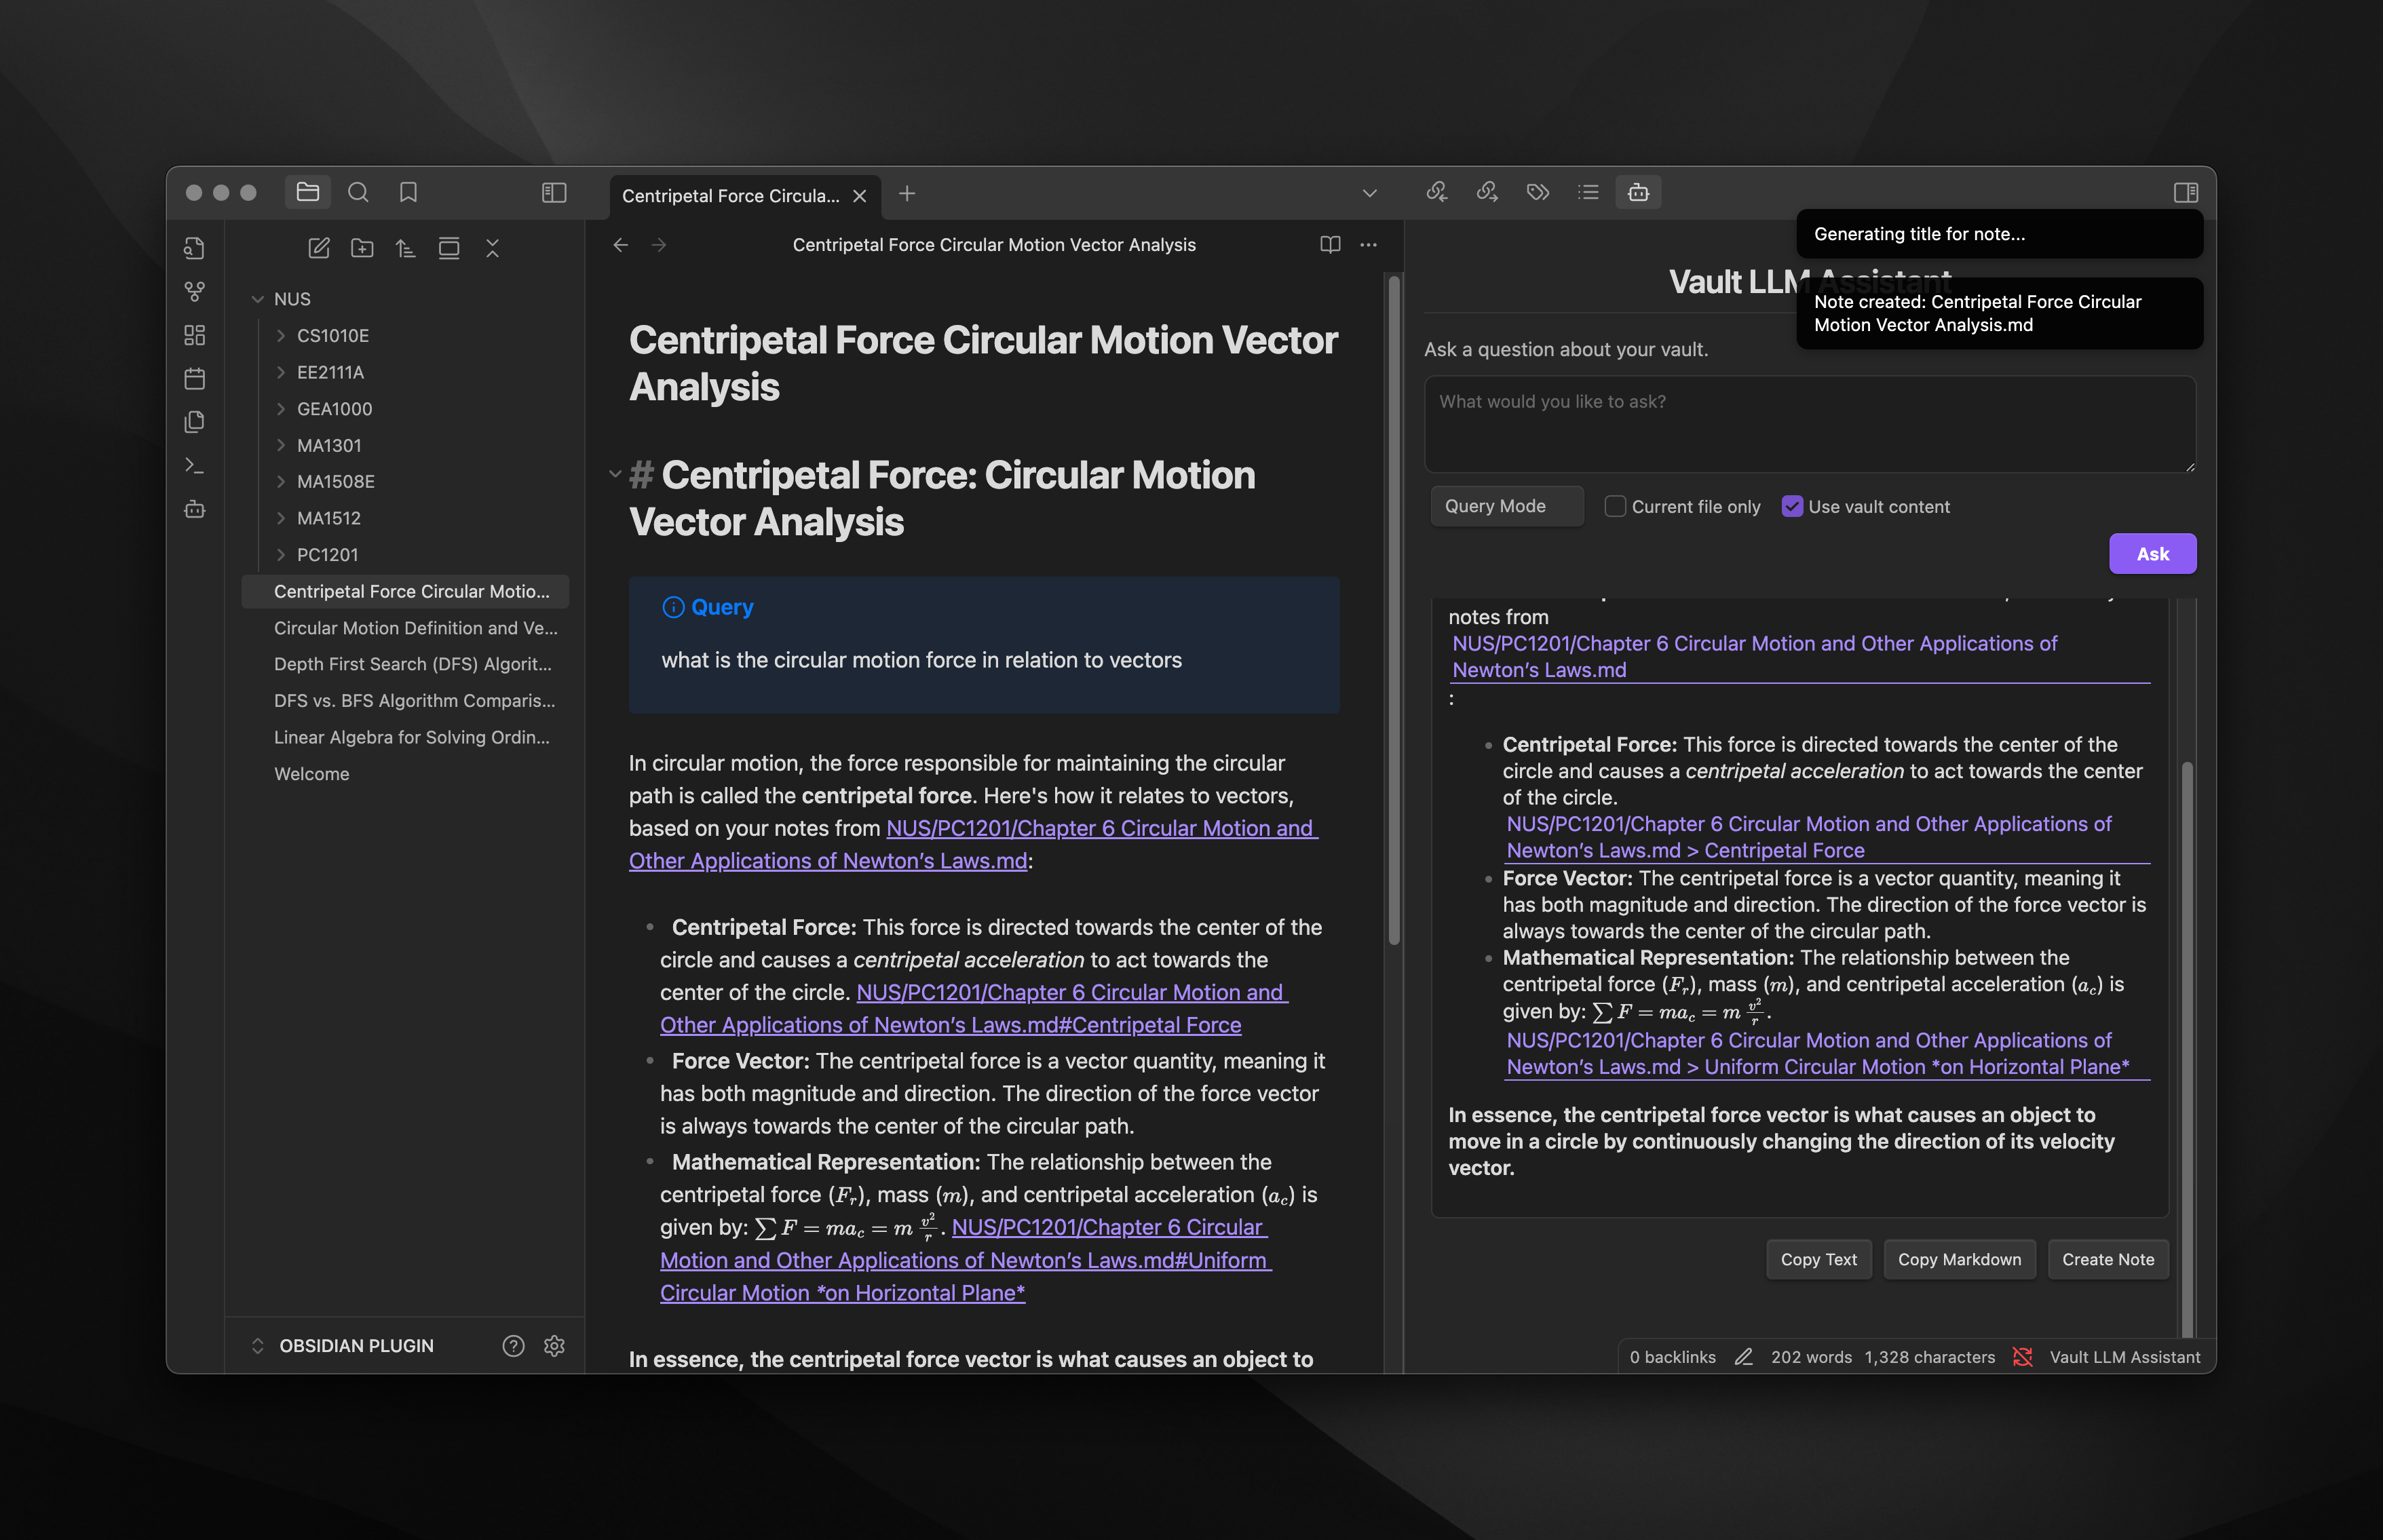 Centripetal Force Circula...
NUS
CS1010E
EE2111A
GEA1000
MA1301
MA1508E
MA1512
PC1201
Centripetal Force Circular Motio...
Circular Motion Definition and Ve...
Depth First Search (DFS) Algorit...
DFS vs. BFS Algorithm Comparis...
Linear Algebra for Solving Ordin...
Welcome
OBSIDIAN PLUGIN
Centripetal Force Circular Motion Vector Analysis
Centripetal Force Circular Motion Vector
Analysis
# Centripetal Force: Circular Motion
Vector Analysis
Query
what is the circular motion force in relation to vectors
In circular motion, the force responsible for maintaining the circular
path is called the centripetal force. Here's how it relates to vectors,
based on your notes from NUS/PC1201/Chapter 6 Circular Motion and
Other Applications of Newton’s Laws.md:
• Centripetal Force: This force is directed towards the center of the
circle and causes a centripetal acceleration to act towards the
center of the circle. NUS/PC1201/Chapter 6 Circular Motion and
Other Applications of Newton’s Laws.md#Centripetal Force
• Force Vector: The centripetal force is a vector quantity, meaning it
has both magnitude and direction. The direction of the force vector
is always towards the center of the circular path.
• Mathematical Representation: The relationship between the
centripetal force (F_r), mass (m), and centripetal acceleration (a_c) is
given by: ∑ F = ma_c = m v²/r. NUS/PC1201/Chapter 6 Circular
Motion and Other Applications of Newton’s Laws.md#Uniform
Circular Motion *on Horizontal Plane*
In essence, the centripetal force vector is what causes an object to
Generating title for note...
Vault LLM Assistant
Note created: Centripetal Force Circular
Motion Vector Analysis.md
Ask a question about your vault.
What would you like to ask?
Query Mode
Current file only
Use vault content
Ask
notes from
NUS/PC1201/Chapter 6 Circular Motion and Other Applications of
Newton’s Laws.md
:
• Centripetal Force: This force is directed towards the center of the
circle and causes a centripetal acceleration to act towards the center
of the circle.
NUS/PC1201/Chapter 6 Circular Motion and Other Applications of
Newton’s Laws.md > Centripetal Force
• Force Vector: The centripetal force is a vector quantity, meaning it
has both magnitude and direction. The direction of the force vector is
always towards the center of the circular path.
• Mathematical Representation: The relationship between the
centripetal force (F_r), mass (m), and centripetal acceleration (a_c) is
given by: ∑ F = ma_c = m v²/r.
NUS/PC1201/Chapter 6 Circular Motion and Other Applications of
Newton’s Laws.md > Uniform Circular Motion *on Horizontal Plane*
In essence, the centripetal force vector is what causes an object to
move in a circle by continuously changing the direction of its velocity
vector.
Copy Text
Copy Markdown
Create Note
0 backlinks
202 words
1,328 characters
Vault LLM Assistant